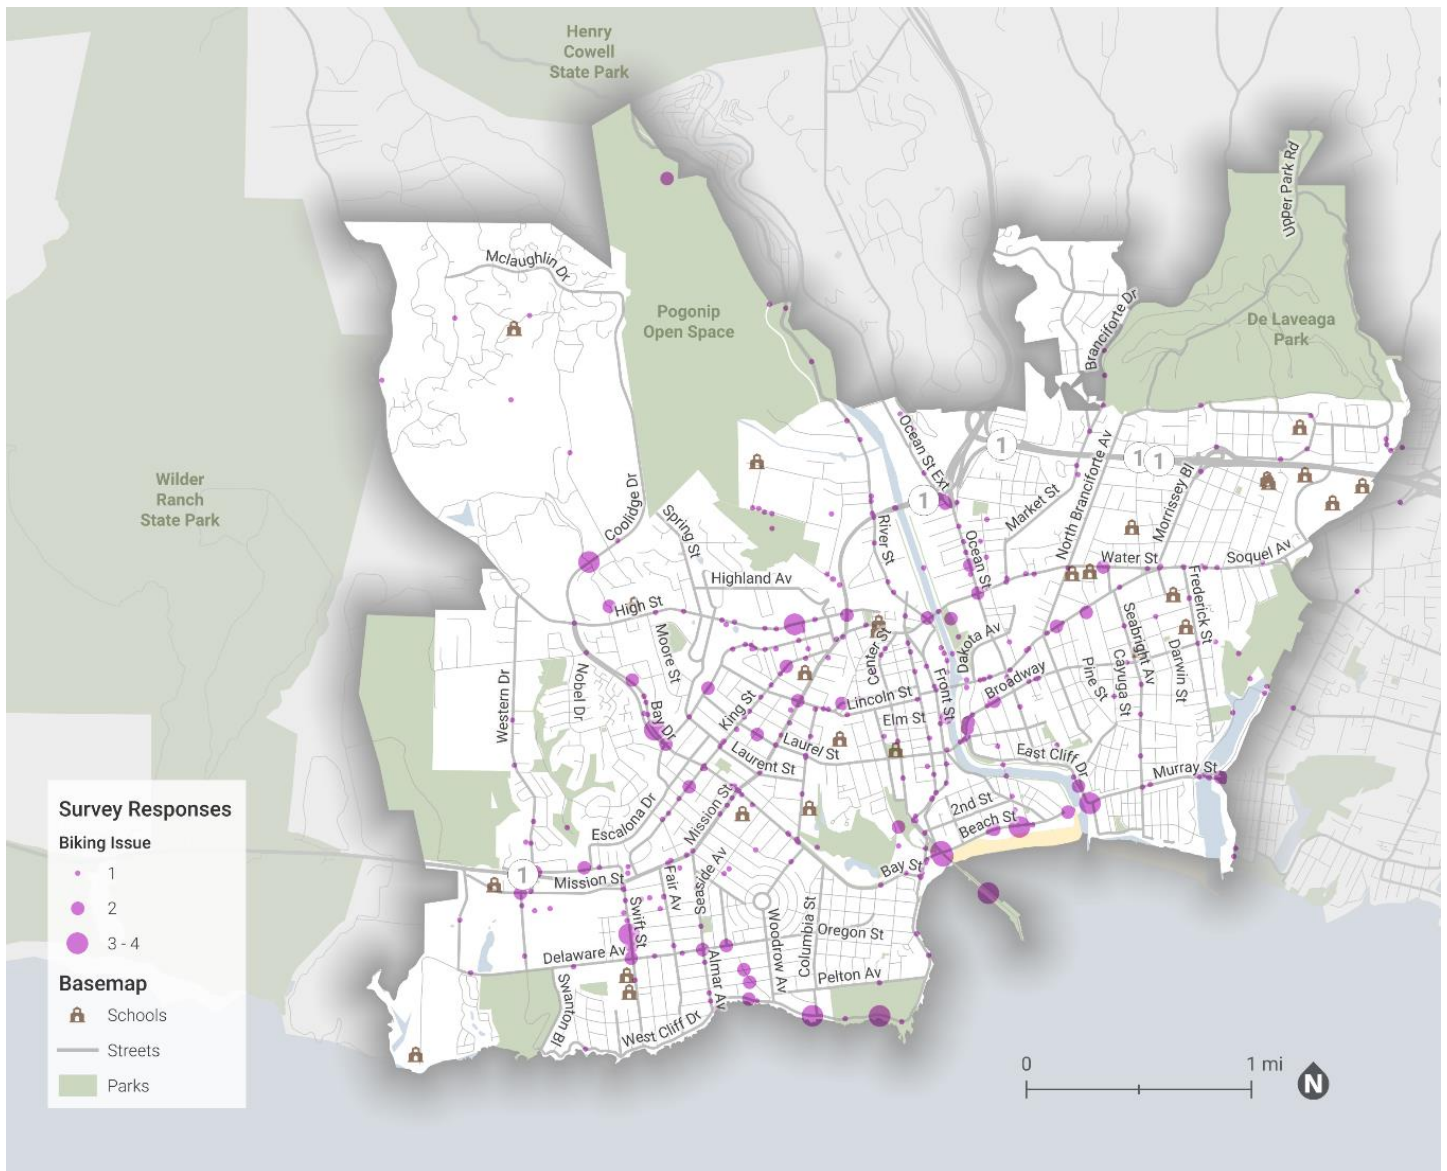 Henry
Cowell
State Park
Upper Park Rd
Mclaughlin Dr
Pogonip
Open Space
Branciforte Dr
De Laveaga
Park
Wilder
Ranch
State Park
Ocean St Ext
1
1
1
1
Coolidge Dr
Spring St
River St
Market St
North Branciforte Av
Morrissey Bl
Ocean St
Water St
Soquel Av
Highland Av
High St
Frederick St
Moore St
Center St
Dakota Av
Seabright Av
Darwin St
Western Dr
Nobel Dr
Bay Dr
King St
Lincoln St
Front St
Broadway
Pine St
Cayuga St
Elm St
Laurel St
Laurent St
East Cliff Dr
Murray St
Escalona Dr
Mission St
2nd St
Beach St
1
Mission St
Fair Av
Seaside Av
Bay St
Swift St
Woodrow Av
Columbia St
Oregon St
Delaware Av
Almar Av
Pelton Av
Swanton Bl
West Cliff Dr
Survey Responses
Biking Issue
1
2
3 - 4
Basemap
Schools
Streets
Parks
0
1 mi
N